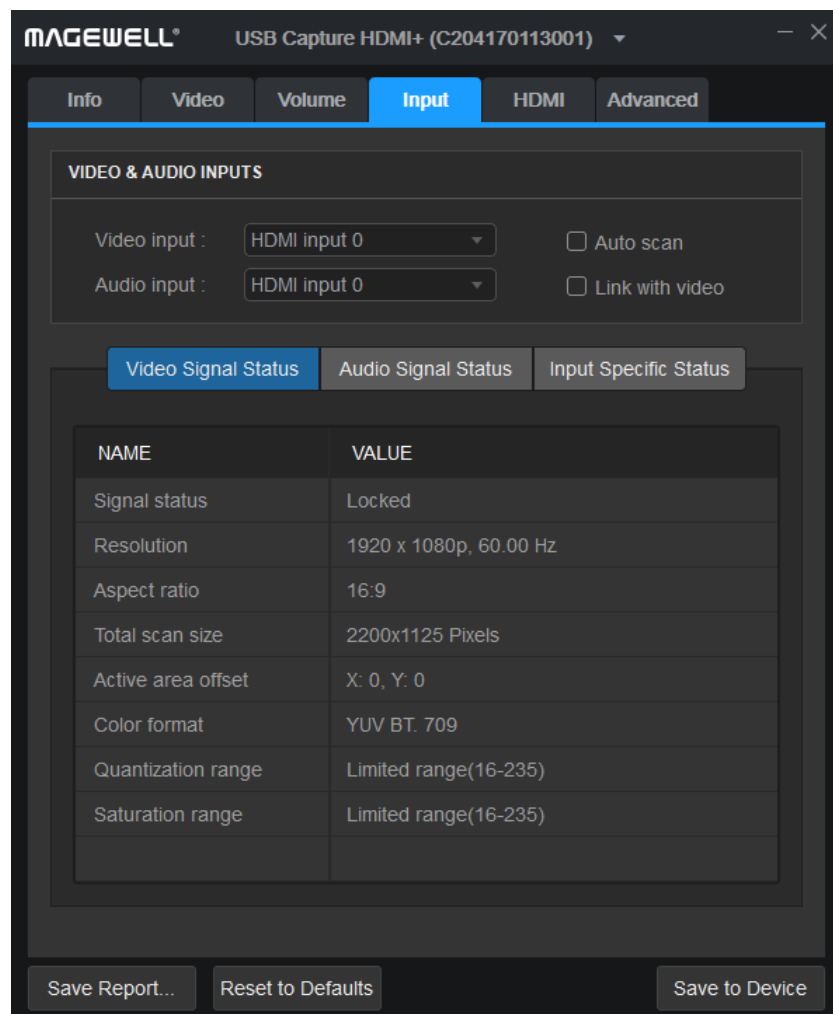 MAGEWELL® USB Capture HDMI+ (C204170113001)
Info Video Volume Input HDMI Advanced
VIDEO & AUDIO INPUTS
Video input : HDMI input 0 Auto scan
Audio input : HDMI input 0 Link with video
Video Signal Status Audio Signal Status Input Specific Status
NAME VALUE
Signal status Locked
Resolution 1920 x 1080p, 60.00 Hz
Aspect ratio 16:9
Total scan size 2200x1125 Pixels
Active area offset X: 0, Y: 0
Color format YUV BT. 709
Quantization range Limited range(16-235)
Saturation range Limited range(16-235)
Save Report... Reset to Defaults Save to Device